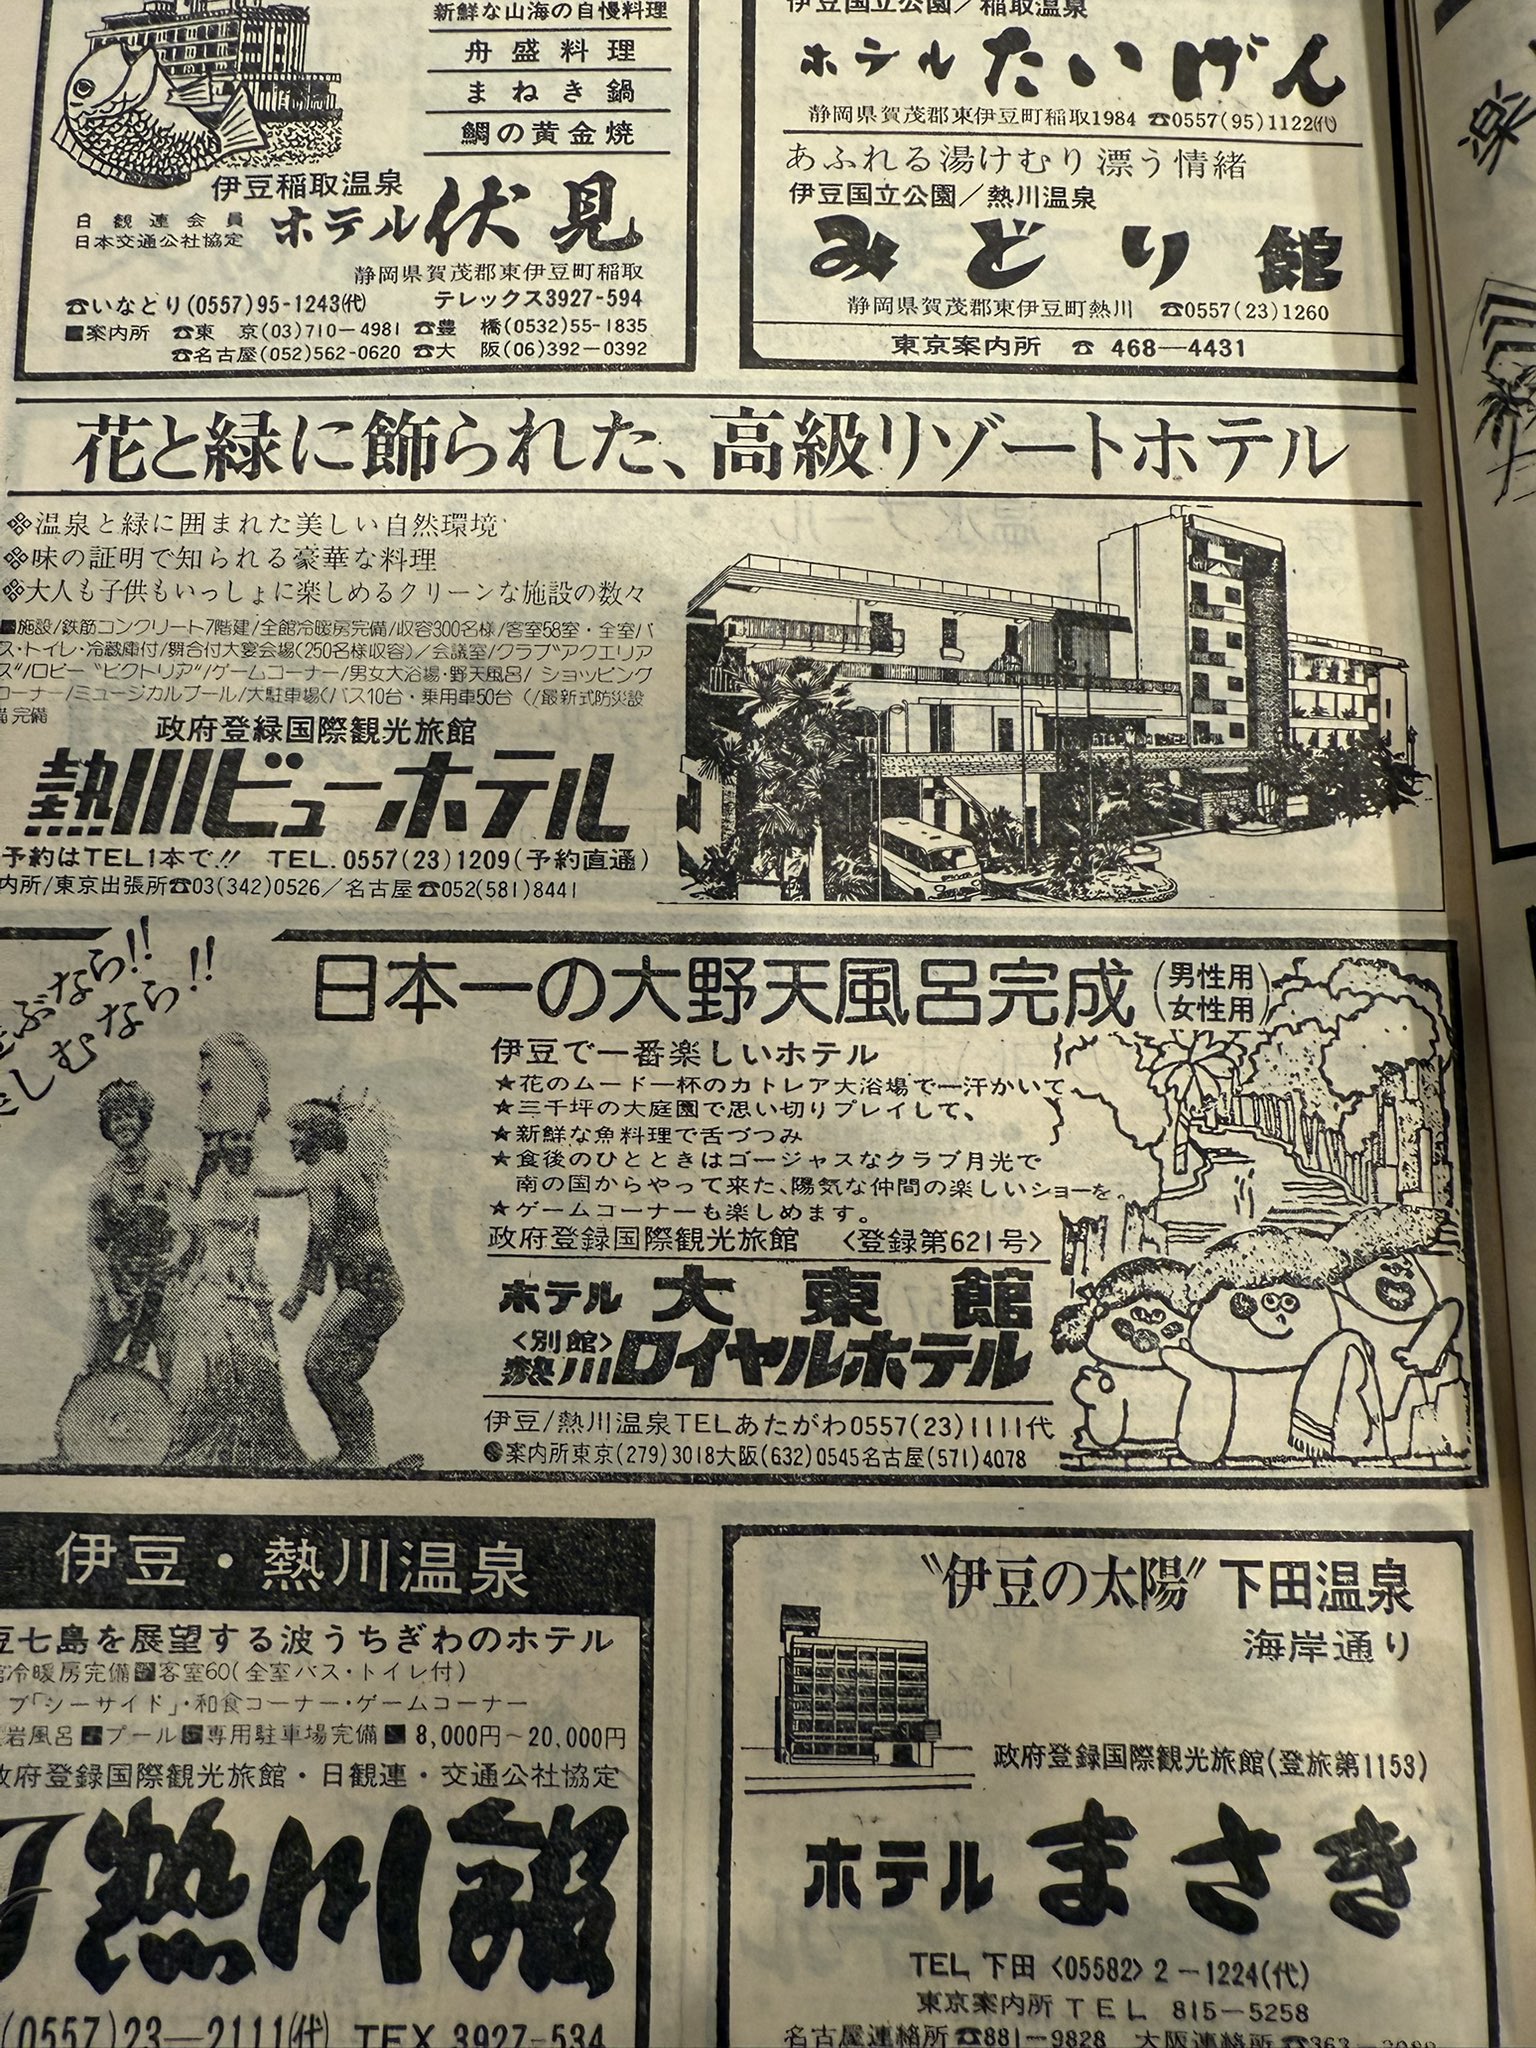 新鮮な山海の自慢料理
舟盛料理
まねき鍋
鯛の黄金焼
伊豆稲取温泉
日観連会員
日本交通公社協定
ホテル伏見
静岡県賀茂郡東伊豆町稲取
☎いなとり(0557)95-1243(代)　テレックス3927-594
■案内所 ☎東　京(03)710-4981 ☎豊　橋(0532)55-1835
☎名古屋(052)562-0620 ☎大　阪(06)392-0392
伊豆国立公園/稲取温泉
ホテル たいげん
静岡県賀茂郡東伊豆町稲取1984 ☎0557(95)1122(代)
あふれる湯けむり漂う情緒
伊豆国立公園/熱川温泉
みどり館
静岡県賀茂郡東伊豆町熱川 ☎0557(23)1260
東京案内所 ☎ 468-4431
花と緑に飾られた、高級リゾートホテル
※温泉と緑に囲まれた美しい自然環境
※味の証明で知られる豪華な料理
※大人も子供もいっしょに楽しめるクリーンな施設の数々
■施設/鉄筋コンクリート7階建/全館冷暖房完備/収容300名様/客室58室・全室バ
ス・トイレ・冷蔵庫付/舞台付大宴会場(250名様収容)/会議室/クラブ"アクエリア
ス"/ロビー"ビクトリア"/ゲームコーナー/男女大浴場・野天風呂/ショッピング
コーナー/ミュージカルプール/大駐車場(バス10台・乗用車50台 (/最新式防災設
備完備
政府登録国際観光旅館
熱川ビューホテル
予約はTEL1本で!! TEL.0557(23)1209(予約直通)
内所/東京出張所☎03(342)0526/名古屋☎052(581)8441
ぶなら!!
しむなら!!
日本一の大野天風呂完成(男性用
女性用)
伊豆で一番楽しいホテル
★花のムード一杯のカトレア大浴場で一汗かいて
★三千坪の大庭園で思い切りプレイして、
★新鮮な魚料理で舌づつみ
★食後のひとときはゴージャスなクラブ月光で
南の国からやって来た、陽気な仲間の楽しいショーを。
★ゲームコーナーも楽しめます。
政府登録国際観光旅館 〈登録第621号〉
ホテル 大東館
〈別館〉
熱川ロイヤルホテル
伊豆/熱川温泉TELあたがわ0557(23)1111代
●案内所東京(279)3018大阪(632)0545名古屋(571)4078
伊豆・熱川温泉
豆七島を展望する波うちぎわのホテル
冷暖房完備■客室60(全室バス・トイレ付)
ブ「シーサイド」・和食コーナー・ゲームコーナー
岩風呂■プール■専用駐車場完備■8,000円～20,000円
政府登録国際観光旅館・日観連・交通公社協定
熱川館
(0557)23-2111(代) TEX 3927-534
"伊豆の太陽"下田温泉
海岸通り
政府登録国際観光旅館(登旅第1153)
ホテル まさき
TEL 下田〈05582〉2-1224(代)
東京案内所 TEL 815-5258
名古屋連絡所☎881-9828 大阪連絡所☎363-